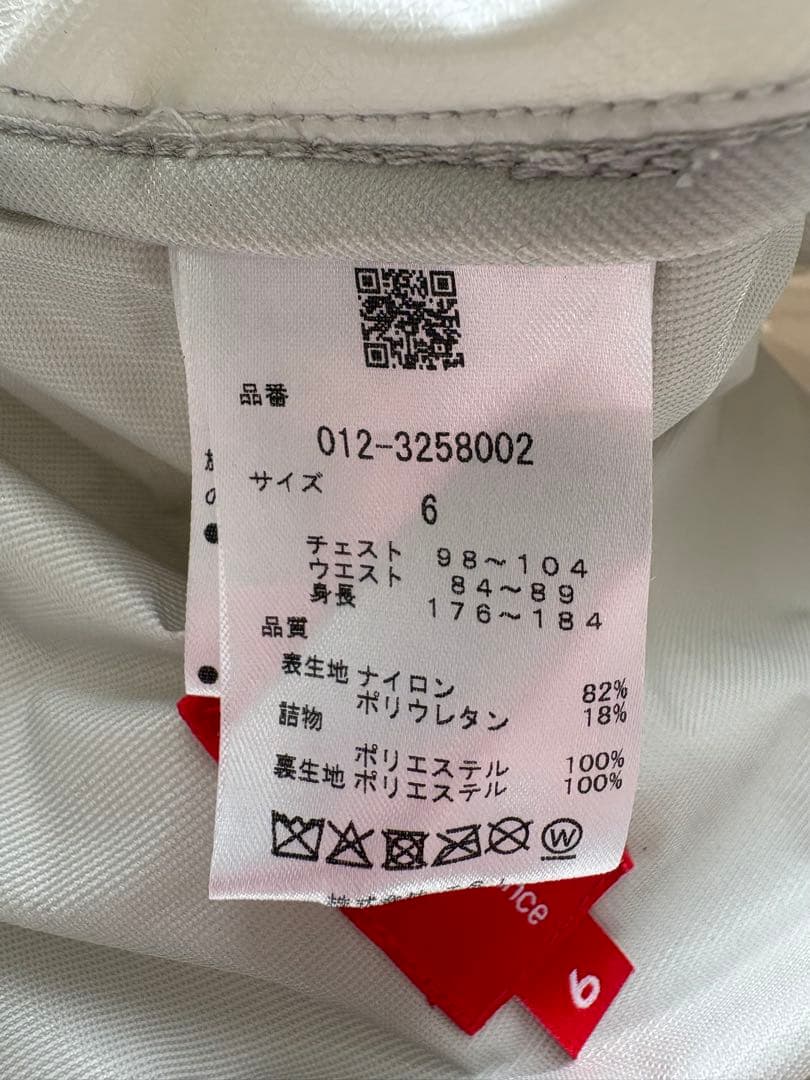 品番
012-3258002
サイズ
6
チェスト 98～104
ウエスト 84～89
身長 176～184
品質
表生地 ナイロン 82%
ポリウレタン 18%
詰物 ポリエステル 100%
裏生地 ポリエステル 100%
W
の
nce
6